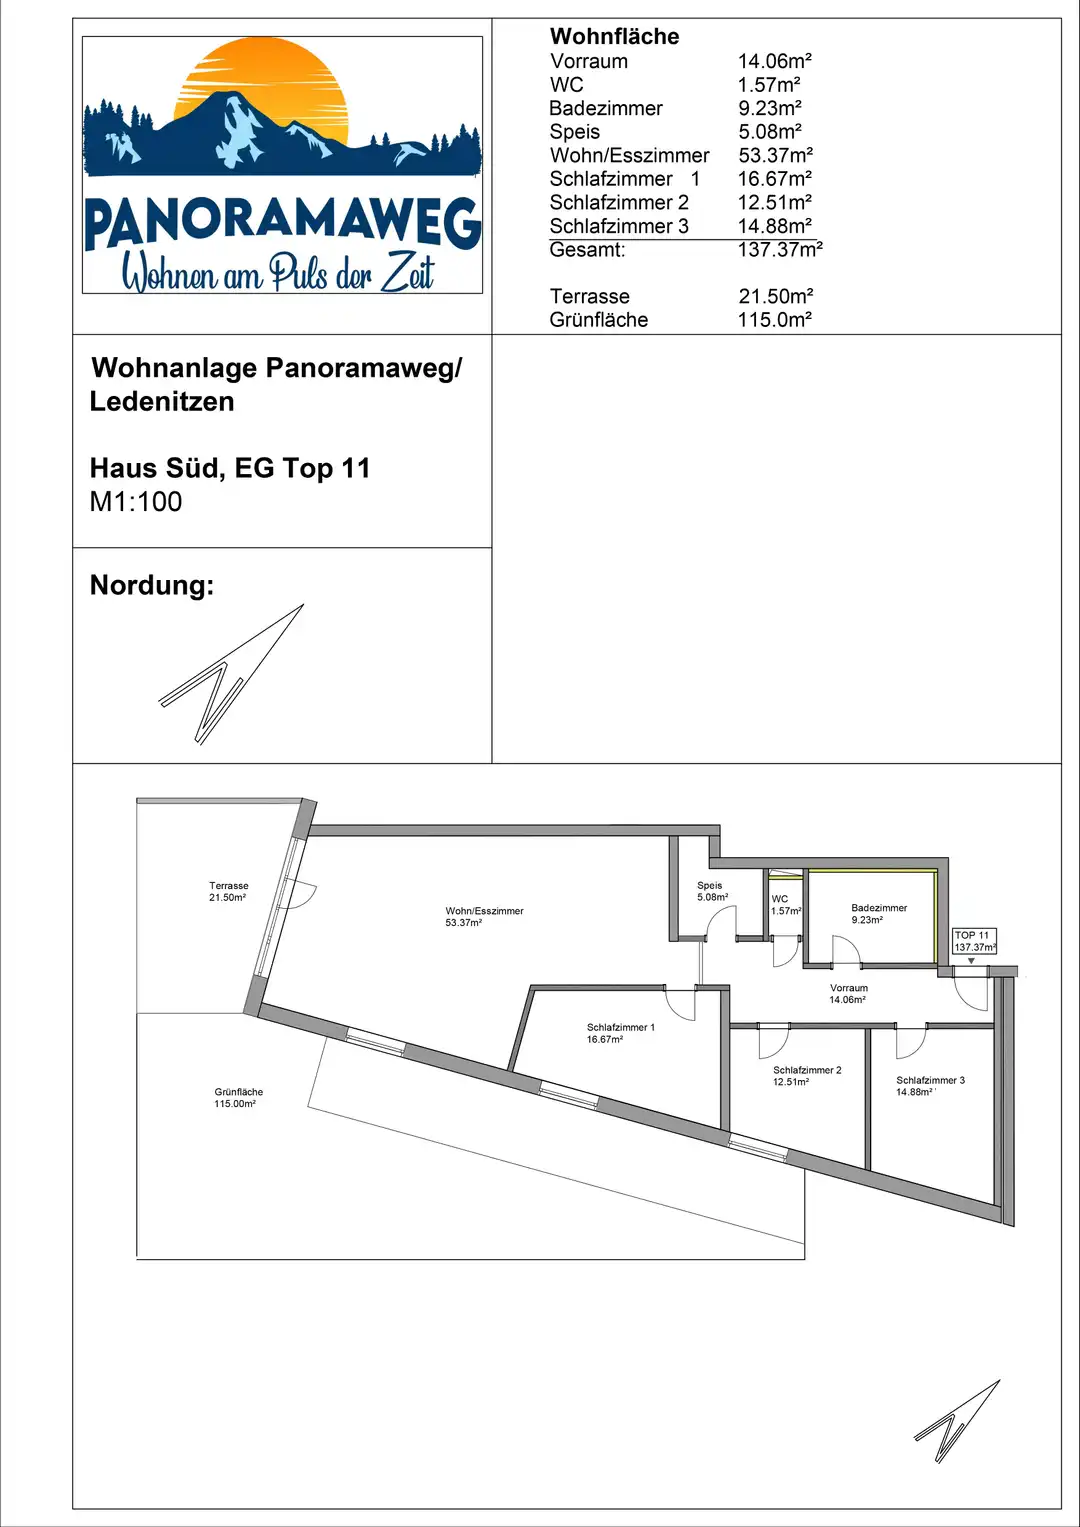 PANORAMAWEG
Wohnen am Puls der Zeit
Wohnfläche
Vorraum 14.06m²
WC 1.57m²
Badezimmer 9.23m²
Speis 5.08m²
Wohn/Esszimmer 53.37m²
Schlafzimmer 1 16.67m²
Schlafzimmer 2 12.51m²
Schlafzimmer 3 14.88m²
Gesamt: 137.37m²
Terrasse 21.50m²
Grünfläche 115.0m²
Wohnanlage Panoramaweg/
Ledenitzen
Haus Süd, EG Top 11
M1:100
Nordung:
N
Terrasse
21.50m²
Wohn/Esszimmer
53.37m²
Speis
5.08m²
WC
1.57m²
Badezimmer
9.23m²
TOP 11
137.37m²
Vorraum
14.06m²
Schlafzimmer 1
16.67m²
Schlafzimmer 2
12.51m²
Schlafzimmer 3
14.88m²
Grünfläche
115.00m²
N